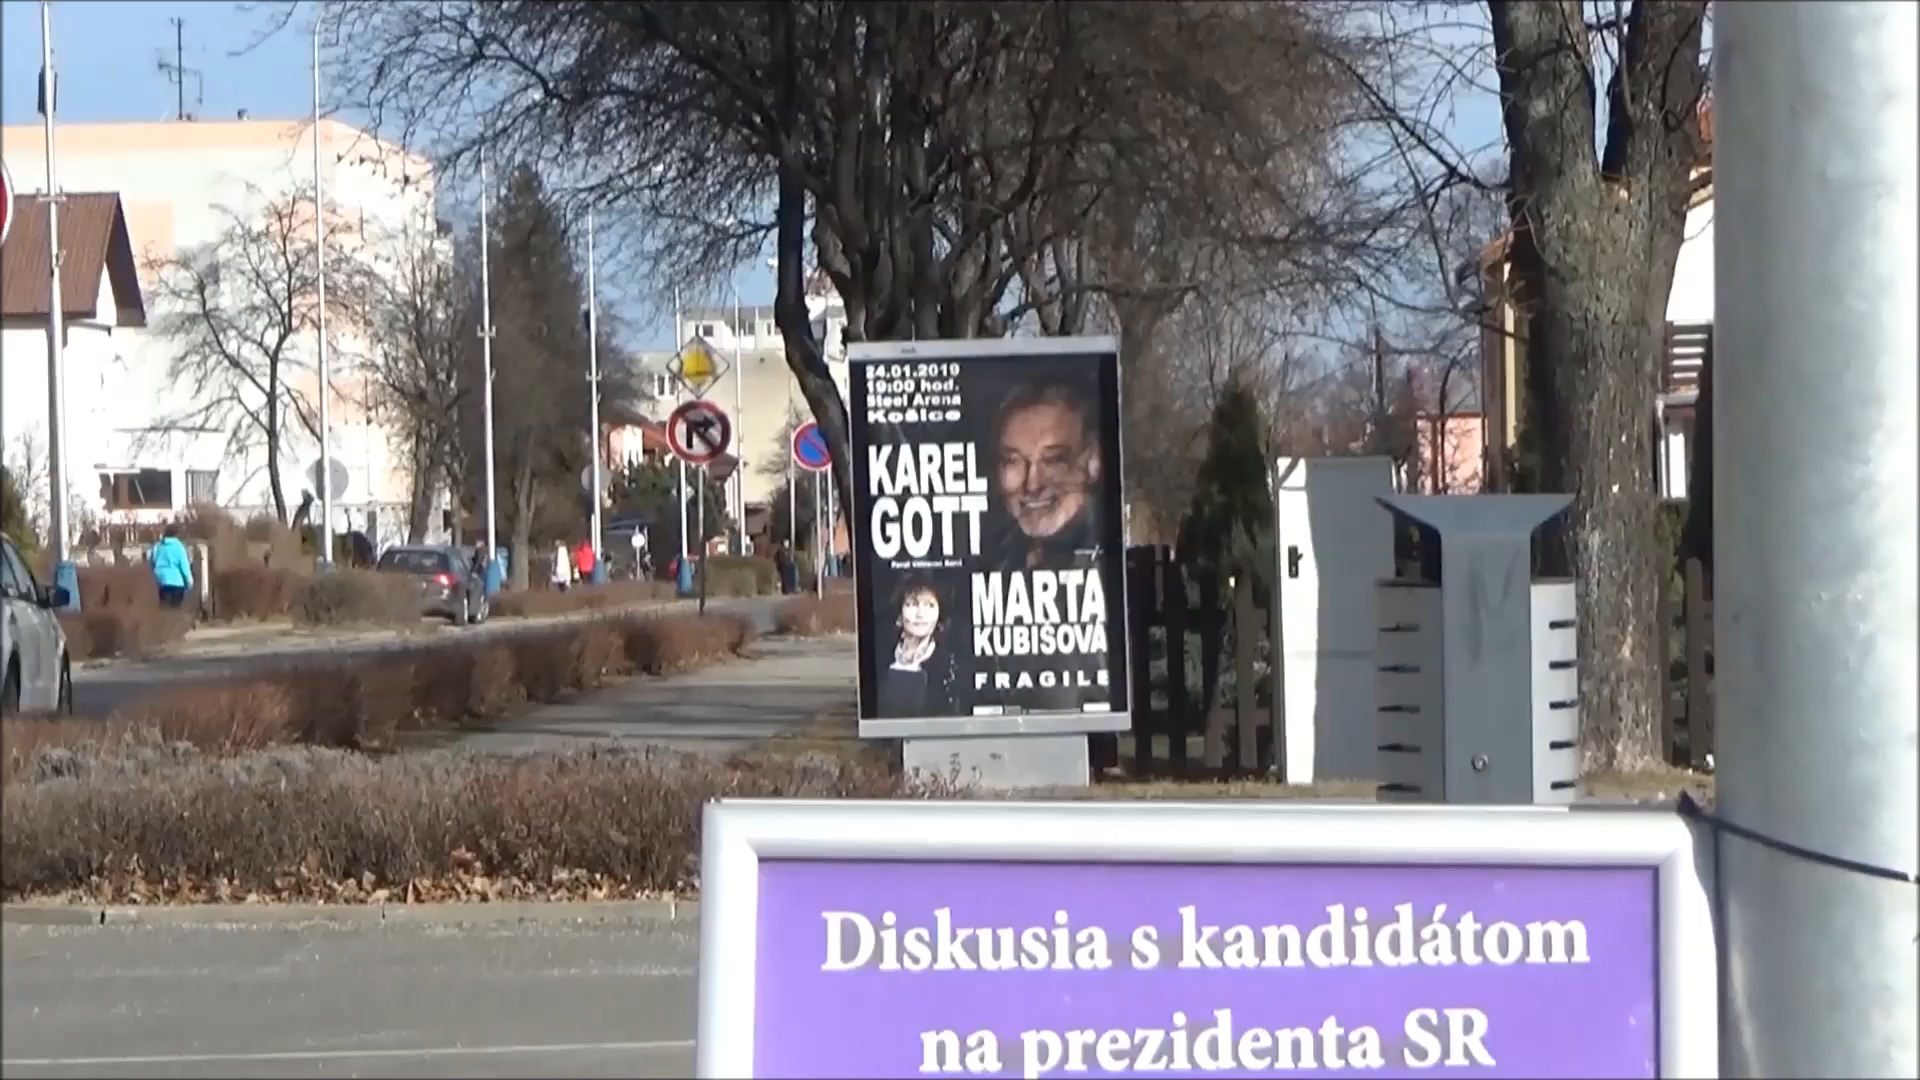 24.01.2019
19:00 hod.
Steel Arena
Košice
KAREL
GOTT
MARTA
KUBIŠOVÁ
FRAGILE
Diskusia s kandidátom
na prezidenta SR